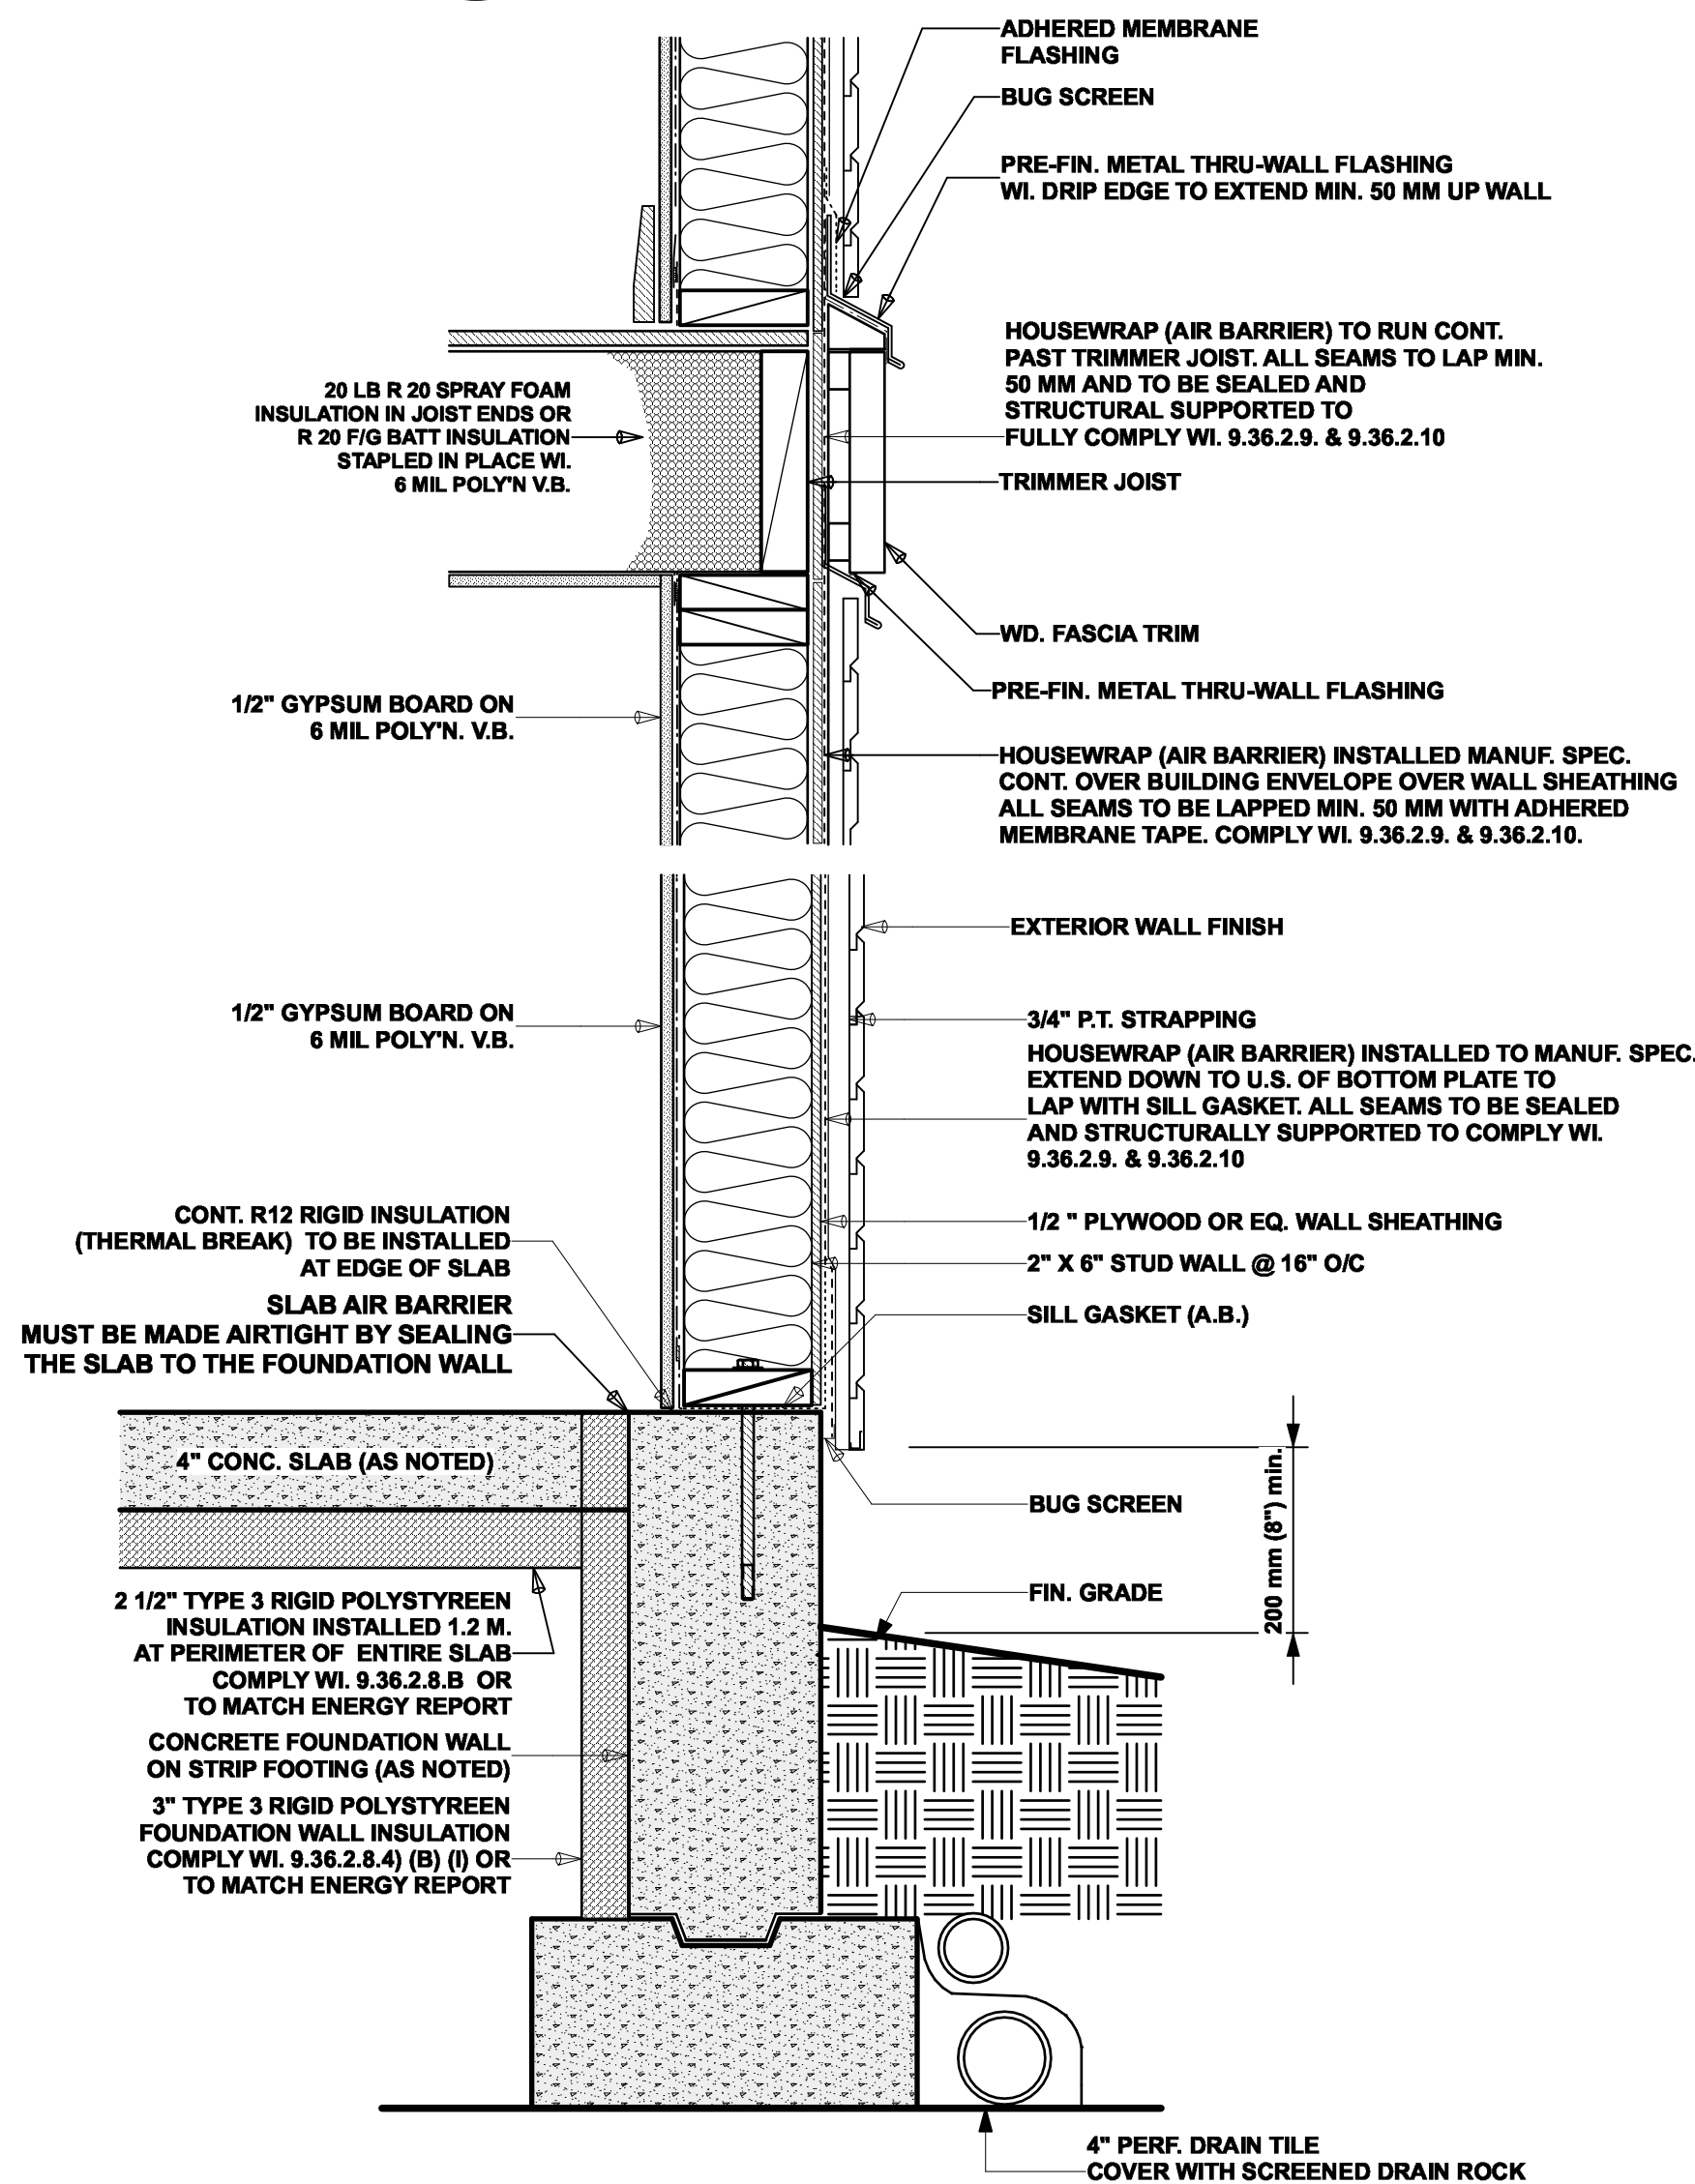 ADHERED MEMBRANE
FLASHING
BUG SCREEN
PRE-FIN. METAL THRU-WALL FLASHING
WI. DRIP EDGE TO EXTEND MIN. 50 MM UP WALL
HOUSEWRAP (AIR BARRIER) TO RUN CONT.
PAST TRIMMER JOIST. ALL SEAMS TO LAP MIN.
50 MM AND TO BE SEALED AND
STRUCTURAL SUPPORTED TO
FULLY COMPLY WI. 9.36.2.9. & 9.36.2.10
20 LB R 20 SPRAY FOAM
INSULATION IN JOIST ENDS OR
R 20 F/G BATT INSULATION
STAPLED IN PLACE WI.
6 MIL POLY'N V.B.
TRIMMER JOIST
WD. FASCIA TRIM
PRE-FIN. METAL THRU-WALL FLASHING
1/2" GYPSUM BOARD ON
6 MIL POLY'N. V.B.
HOUSEWRAP (AIR BARRIER) INSTALLED MANUF. SPEC.
CONT. OVER BUILDING ENVELOPE OVER WALL SHEATHING
ALL SEAMS TO BE LAPPED MIN. 50 MM WITH ADHERED
MEMBRANE TAPE. COMPLY WI. 9.36.2.9. & 9.36.2.10.
EXTERIOR WALL FINISH
1/2" GYPSUM BOARD ON
6 MIL POLY'N. V.B.
3/4" P.T. STRAPPING
HOUSEWRAP (AIR BARRIER) INSTALLED TO MANUF. SPEC.
EXTEND DOWN TO U.S. OF BOTTOM PLATE TO
LAP WITH SILL GASKET. ALL SEAMS TO BE SEALED
AND STRUCTURALLY SUPPORTED TO COMPLY WI.
9.36.2.9. & 9.36.2.10
1/2 " PLYWOOD OR EQ. WALL SHEATHING
2" X 6" STUD WALL @ 16" O/C
SILL GASKET (A.B.)
CONT. R12 RIGID INSULATION
(THERMAL BREAK) TO BE INSTALLED
AT EDGE OF SLAB
SLAB AIR BARRIER
MUST BE MADE AIRTIGHT BY SEALING
THE SLAB TO THE FOUNDATION WALL
4" CONC. SLAB (AS NOTED)
BUG SCREEN
200 mm (8") min.
FIN. GRADE
2 1/2" TYPE 3 RIGID POLYSTYREEN
INSULATION INSTALLED 1.2 M.
AT PERIMETER OF ENTIRE SLAB
COMPLY WI. 9.36.2.8.B OR
TO MATCH ENERGY REPORT
CONCRETE FOUNDATION WALL
ON STRIP FOOTING (AS NOTED)
3" TYPE 3 RIGID POLYSTYREEN
FOUNDATION WALL INSULATION
COMPLY WI. 9.36.2.8.4) (B) (I) OR
TO MATCH ENERGY REPORT
4" PERF. DRAIN TILE
COVER WITH SCREENED DRAIN ROCK